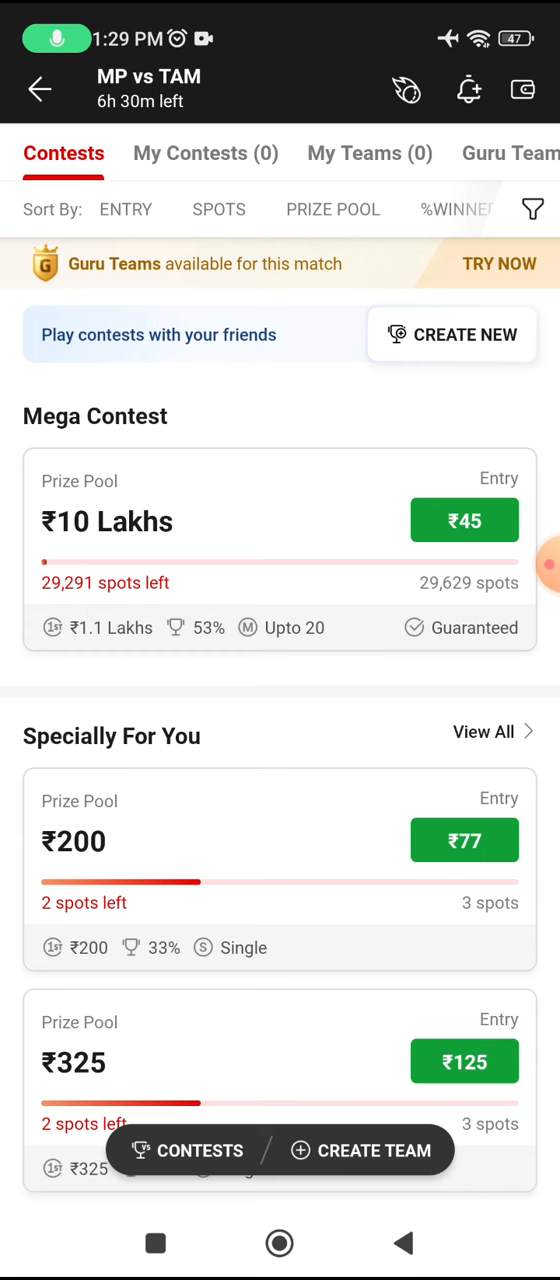 1:29 PM
47
MP vs TAM
6h 30m left
Contests My Contests (0) My Teams (0) Guru Team
Sort By: ENTRY SPOTS PRIZE POOL %WINNER
G Guru Teams available for this match TRY NOW
Play contests with your friends CREATE NEW
Mega Contest
Prize Pool Entry
₹10 Lakhs ₹45
29,291 spots left 29,629 spots
1ST ₹1.1 Lakhs 53% M Upto 20 Guaranteed
Specially For You View All
Prize Pool Entry
₹200 ₹77
2 spots left 3 spots
1ST ₹200 33% S Single
Prize Pool Entry
₹325 ₹125
2 spots left 3 spots
VS CONTESTS CREATE TEAM
1ST ₹325